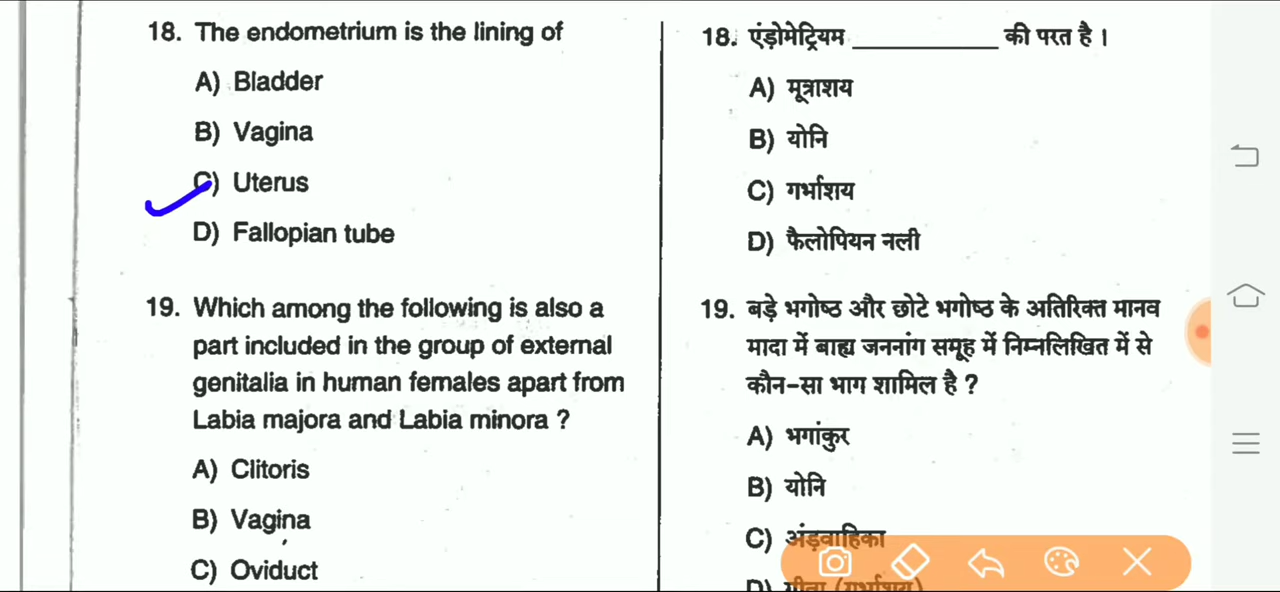 18. The endometrium is the lining of
A) Bladder
B) Vagina
C) Uterus
D) Fallopian tube
19. Which among the following is also a
part included in the group of external
genitalia in human females apart from
Labia majora and Labia minora ?
A) Clitoris
B) Vagina
C) Oviduct
18. एंडोमेट्रियम __________ की परत है ।
A) मूत्राशय
B) योनि
C) गर्भाशय
D) फैलोपियन नली
19. बड़े भगोष्ठ और छोटे भगोष्ठ के अतिरिक्त मानव
मादा में बाह्य जननांग समूह में निम्नलिखित में से
कौन-सा भाग शामिल है ?
A) भगांकुर
B) योनि
C) अंड़वाहिका
D) (गर्भाशय)